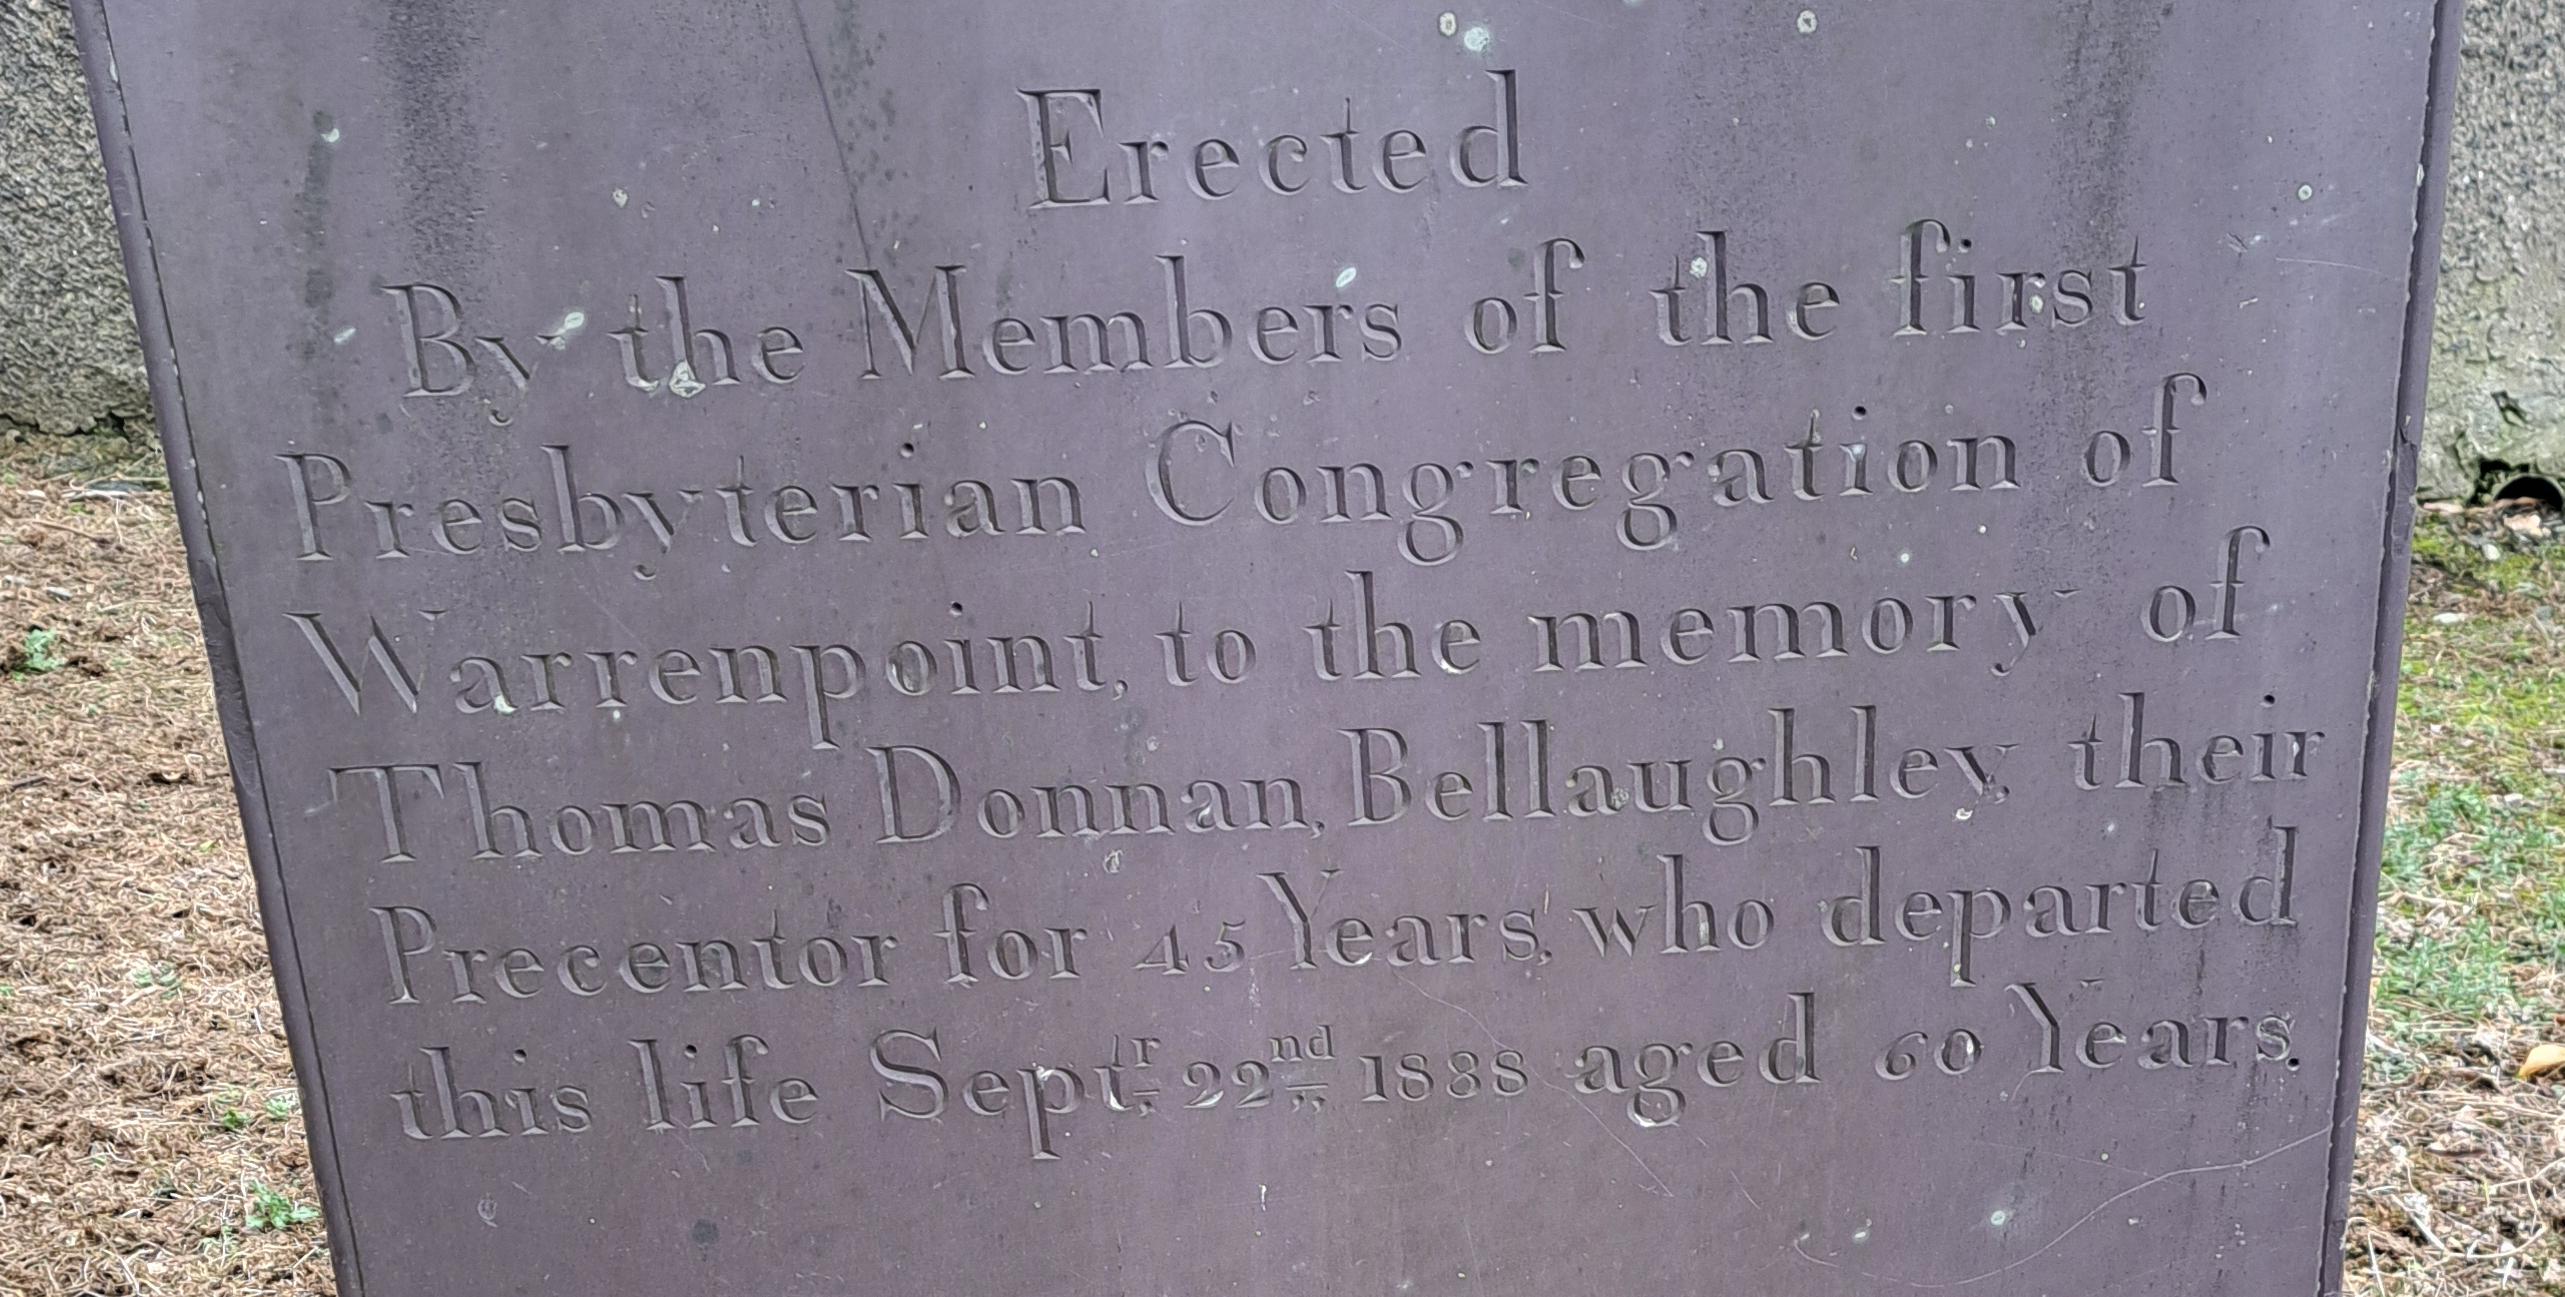 Erected
By the Members of the first
Presbyterian Congregation of
Warrenpoint, to the memory of
Thomas Donnan, Bellaughley, their
Precentor for 45 Years, who departed
this life Septr. 22nd 1888 aged 60 Years.